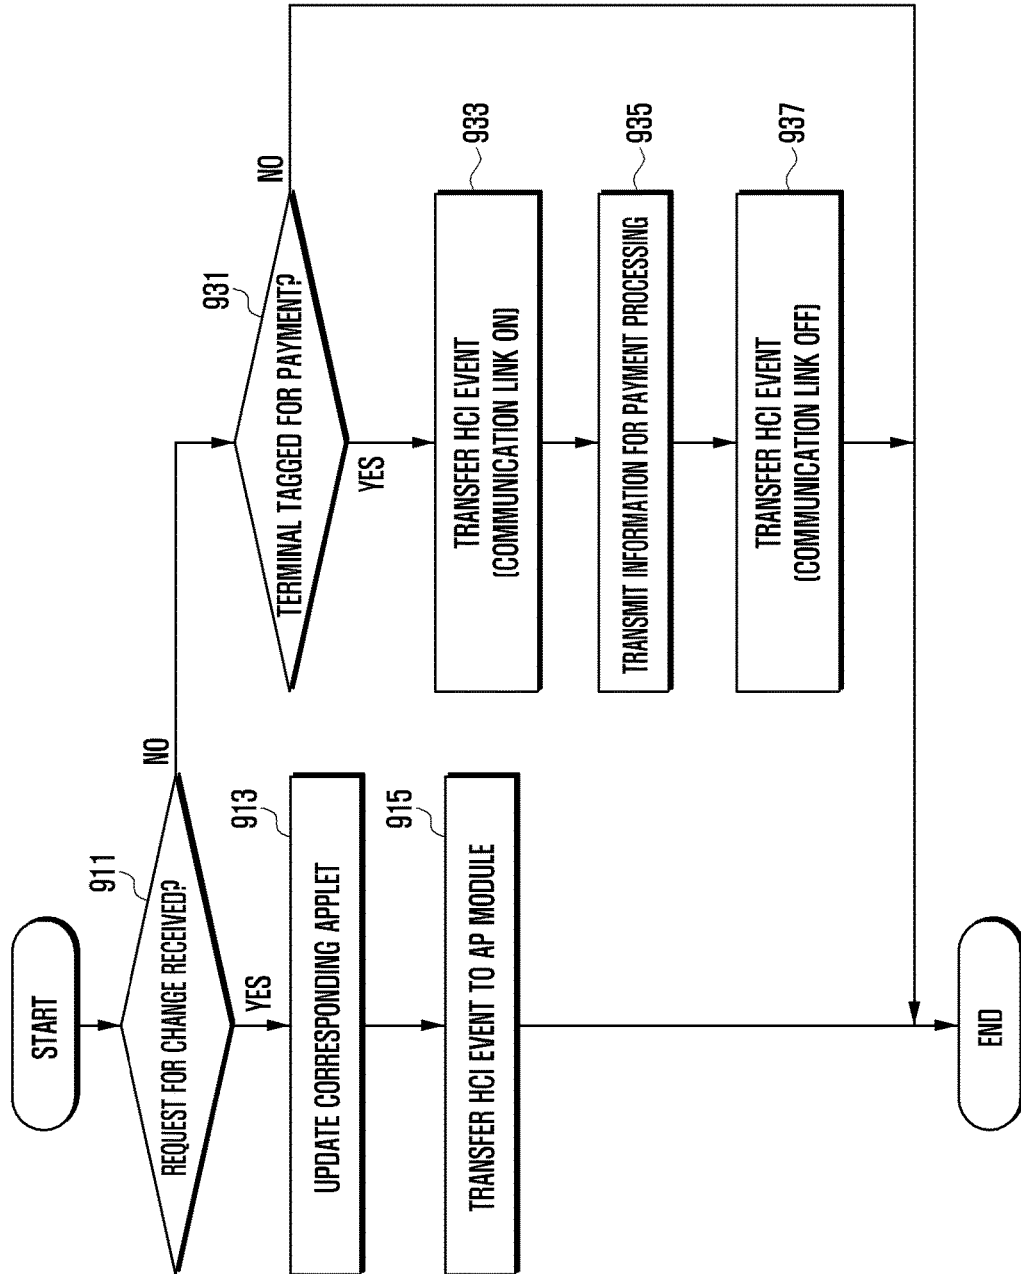 START
911
REQUEST FOR CHANGE RECEIVED?
NO
YES
913
UPDATE CORRESPONDING APPLET
915
TRANSFER HCI EVENT TO AP MODULE
931
TERMINAL TAGGED FOR PAYMENT?
NO
YES
933
TRANSFER HCI EVENT
(COMMUNICATION LINK ON)
935
TRANSMIT INFORMATION FOR PAYMENT PROCESSING
937
TRANSFER HCI EVENT
(COMMUNICATION LINK OFF)
END